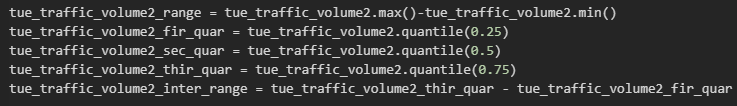 tue_traffic_volume2_range = tue_traffic_volume2.max()-tue_traffic_volume2.min()
tue_traffic_volume2_fir_quar = tue_traffic_volume2.quantile(0.25)
tue_traffic_volume2_sec_quar = tue_traffic_volume2.quantile(0.5)
tue_traffic_volume2_thir_quar = tue_traffic_volume2.quantile(0.75)
tue_traffic_volume2_inter_range = tue_traffic_volume2_thir_quar - tue_traffic_volume2_fir_quar